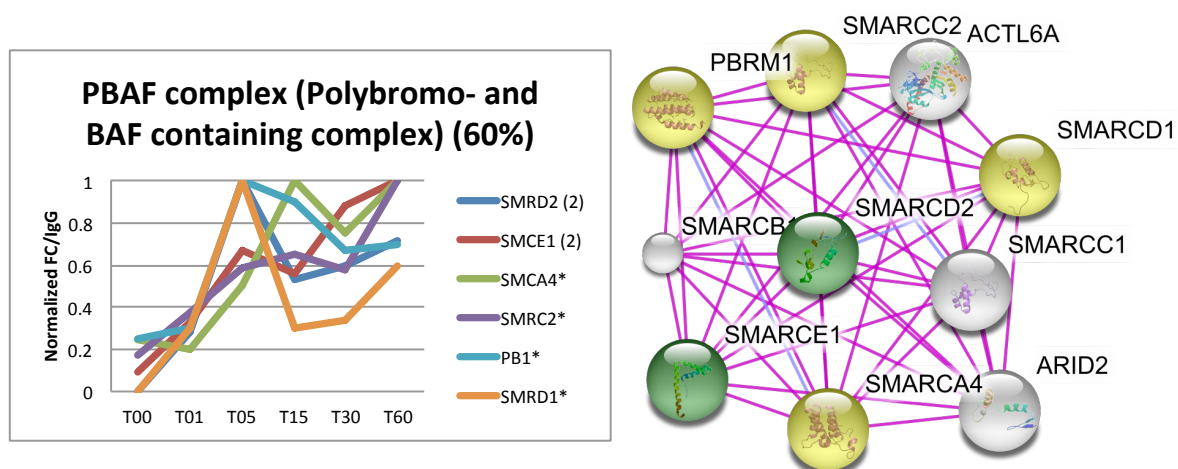 PBAF complex (Polybromo- and
BAF containing complex) (60%)
Normalized FC/IgG
1
0.8
0.6
0.4
0.2
0
T00 T01 T05 T15 T30 T60
SMRD2 (2)
SMCE1 (2)
SMCA4*
SMRC2*
PB1*
SMRD1*
SMARCC2
ACTL6A
PBRM1
SMARCD1
SMARCB1
SMARCD2
SMARCC1
SMARCE1
SMARCA4
ARID2